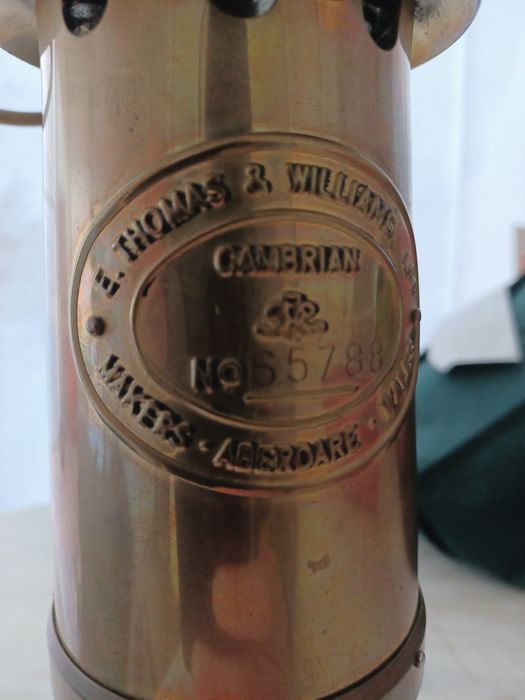 E. THOMAS & WILLIAMS LTD
CAMBRIAN
NO 65788
MAKERS · ABERDARE · WALES